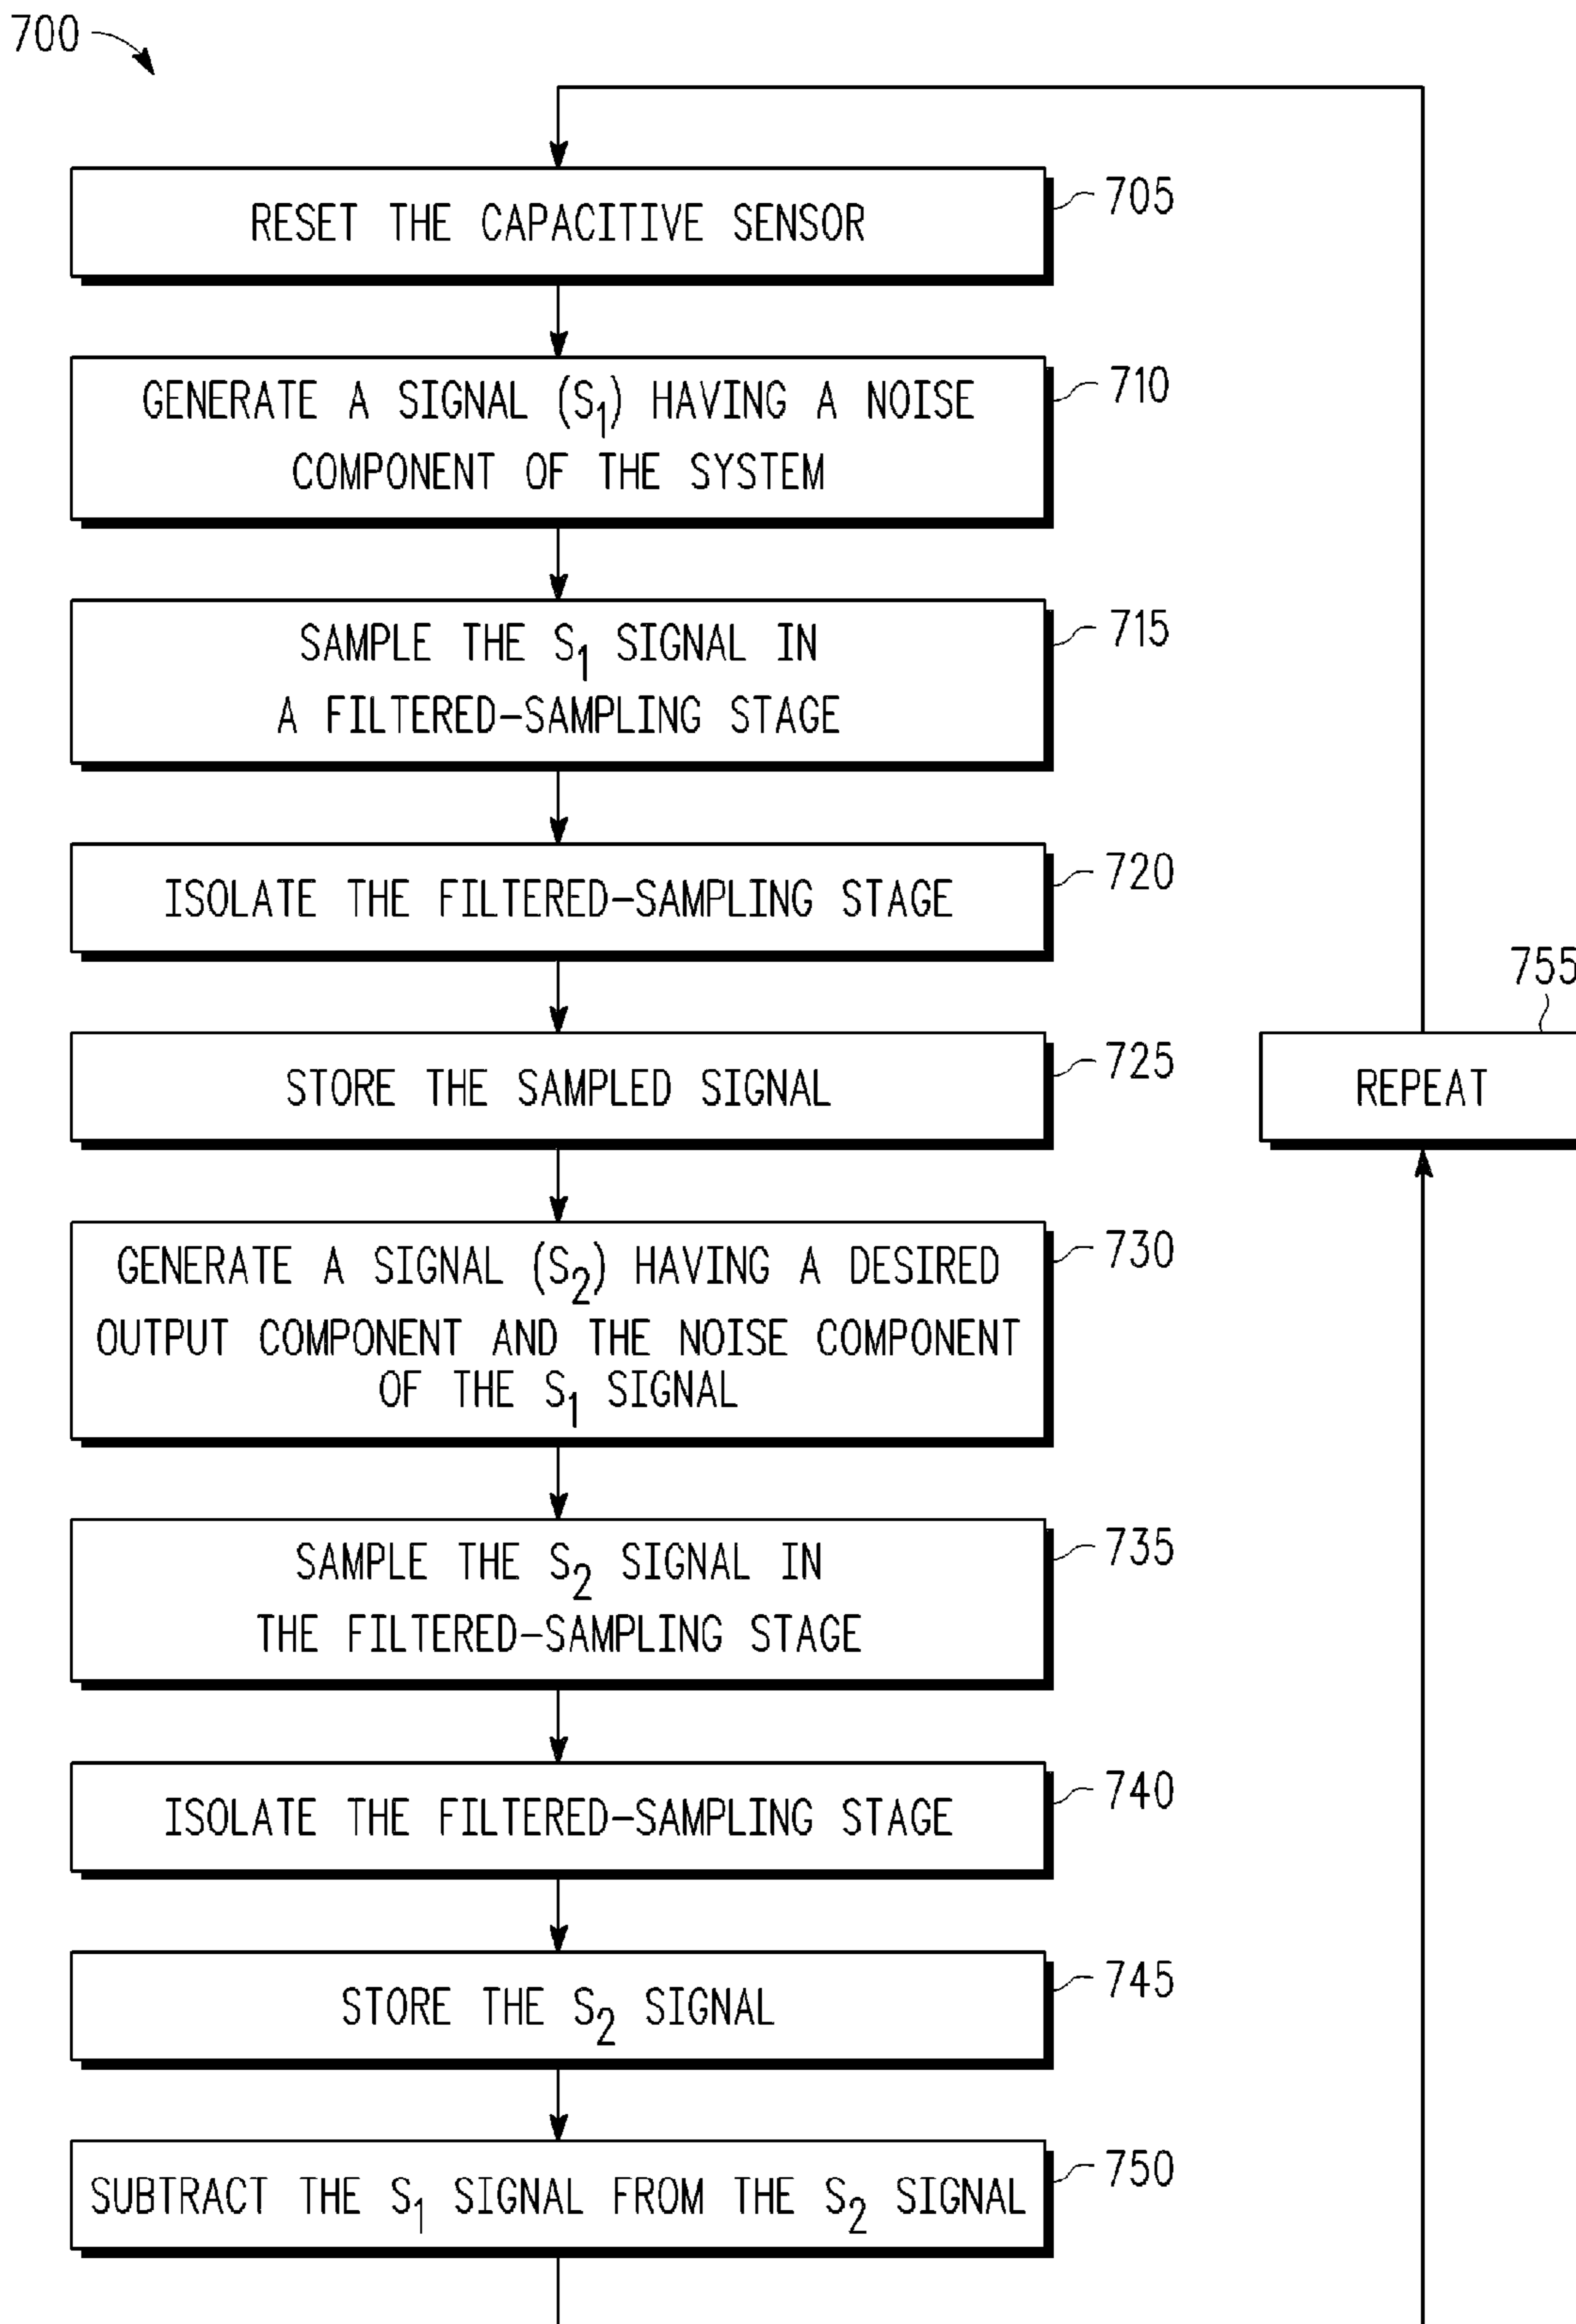 700
RESET THE CAPACITIVE SENSOR
705
GENERATE A SIGNAL (S1) HAVING A NOISE
COMPONENT OF THE SYSTEM
710
SAMPLE THE S1 SIGNAL IN
A FILTERED-SAMPLING STAGE
715
ISOLATE THE FILTERED-SAMPLING STAGE
720
STORE THE SAMPLED SIGNAL
725
755
REPEAT
GENERATE A SIGNAL (S2) HAVING A DESIRED
OUTPUT COMPONENT AND THE NOISE COMPONENT
OF THE S1 SIGNAL
730
SAMPLE THE S2 SIGNAL IN
THE FILTERED-SAMPLING STAGE
735
ISOLATE THE FILTERED-SAMPLING STAGE
740
STORE THE S2 SIGNAL
745
SUBTRACT THE S1 SIGNAL FROM THE S2 SIGNAL
750